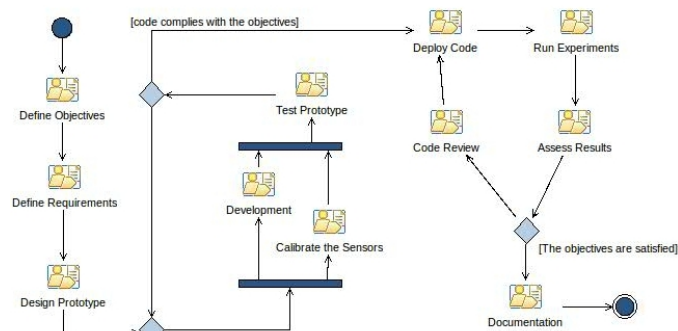 [code complies with the objectives]
Deploy Code
Run Experiments
Define Objectives
Test Prototype
Code Review
Assess Results
Define Requirements
Development
Calibrate the Sensors
[The objectives are satisfied]
Design Prototype
Documentation